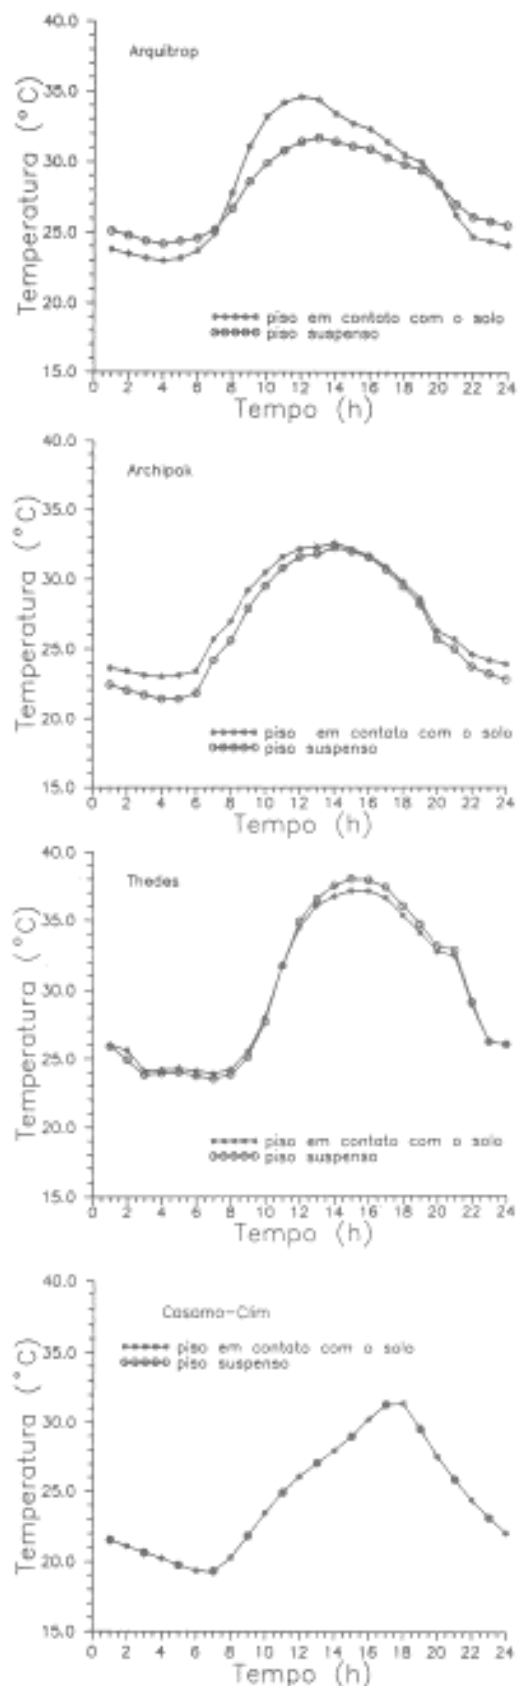 40.0
Arquitrop
35.0
30.0
25.0
20.0
15.0
Temperatura (°C)
piso em contato com o solo
piso suspenso
0 2 4 6 8 10 12 14 16 18 20 22 24
Tempo (h)
40.0
Archipak
35.0
30.0
25.0
20.0
15.0
Temperatura (°C)
piso em contato com o solo
piso suspenso
0 2 4 6 8 10 12 14 16 18 20 22 24
Tempo (h)
40.0
Thedes
35.0
30.0
25.0
20.0
15.0
Temperatura (°C)
piso em contato com o solo
piso suspenso
0 2 4 6 8 10 12 14 16 18 20 22 24
Tempo (h)
40.0
Casamo-Clim
piso em contato com o solo
piso suspenso
35.0
30.0
25.0
20.0
15.0
Temperatura (°C)
0 2 4 6 8 10 12 14 16 18 20 22 24
Tempo (h)